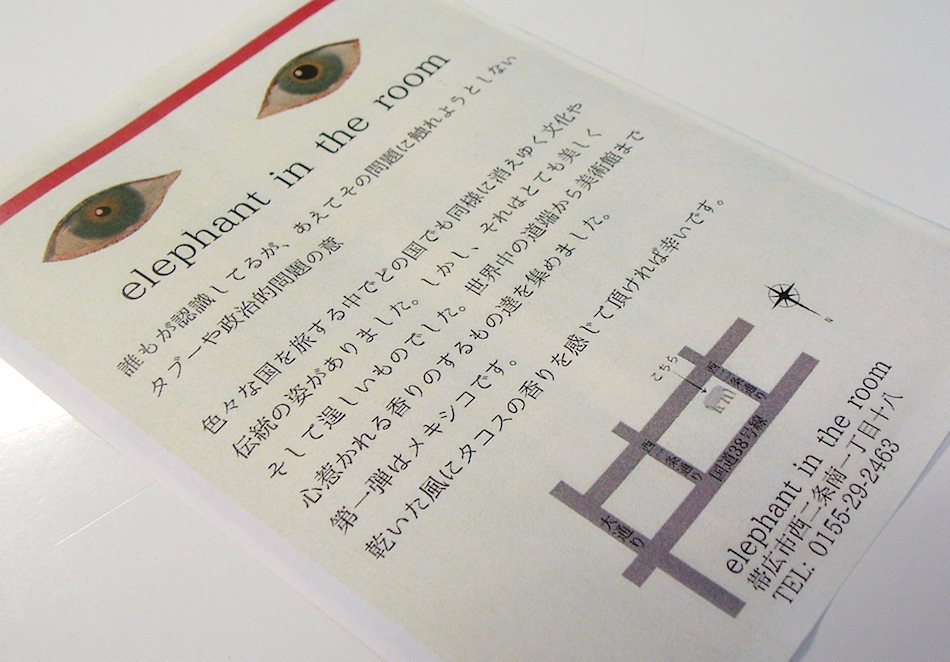 elephant in the room
誰もが認識してるが、あえてその問題に触れようとしない
タブーや政治的問題の意
色々な国を旅する中でどの国でも同様に消えゆく文化や
伝統の姿がありました。しかし、それはとても美しく
そして逞しいものでした。世界中の道端から美術館まで
心惹かれる香りのするもの達を集めました。
第一弾はメキシコです。
乾いた風にタコスの香りを感じて頂ければ幸いです。
N
こちら
西二条通り
西一条通り
国道38号線
大通り
elephant in the room
帯広市西二条南一丁目十八
TEL: 0155-29-2463